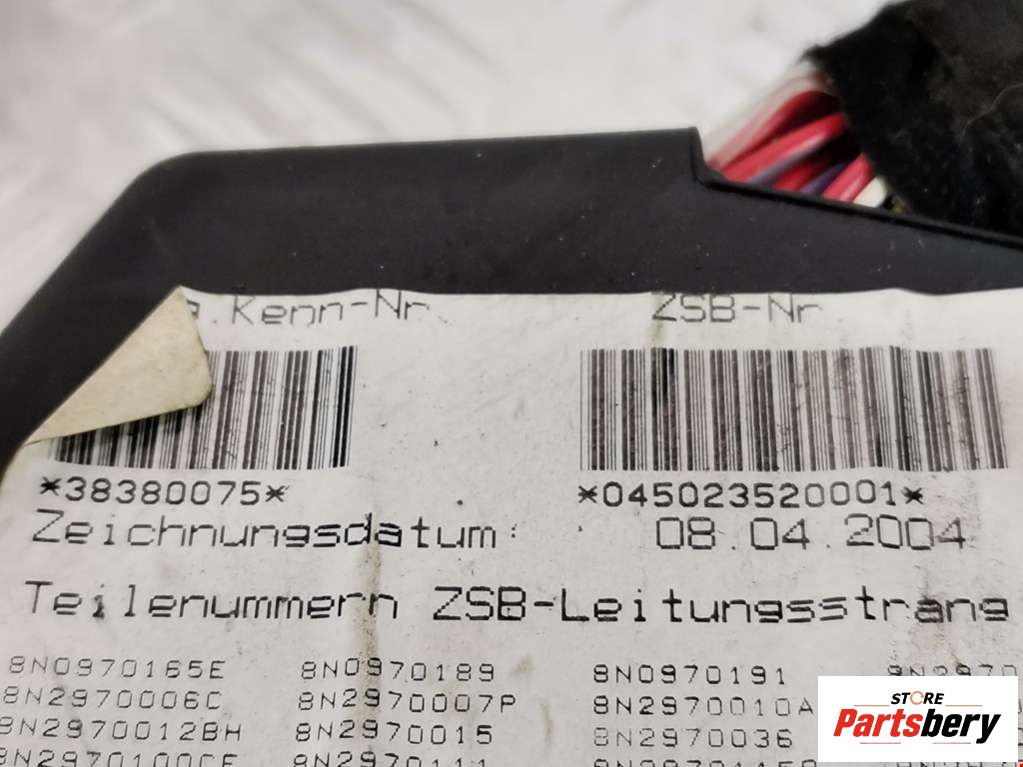 .Kenn-Nr. ZSB-Nr.
*38380075* *045023520001*
Zeichnungsdatum: 08.04.2004
Teilenummern ZSB-Leitungsstrang
8N0970165E 8N0970189 8N0970191
8N2970006C 8N2970007P 8N2970010A
8N2970012BH 8N2970015 8N2970036
8N2970111
STORE
Partsbery